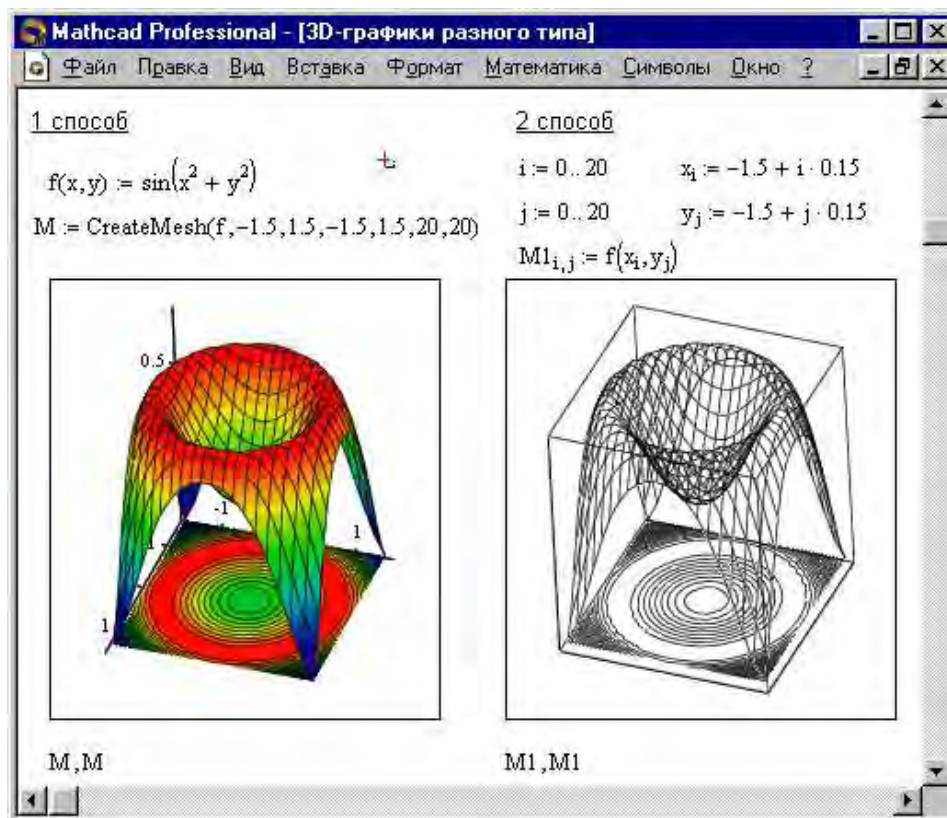 Mathcad Professional - [3D-графики разного типа]
Файл Правка Вид Вставка Формат Математика Символы Окно ?
1 способ
f(x,y) := sin(x² + y²)
M := CreateMesh(f,-1.5,1.5,-1.5,1.5,20,20)
0.5
-1
1
1
1
M,M
2 способ
i := 0.. 20 xᵢ := -1.5 + i · 0.15
j := 0.. 20 yⱼ := -1.5 + j · 0.15
M1ᵢ,ⱼ := f(xᵢ,yⱼ)
M1,M1